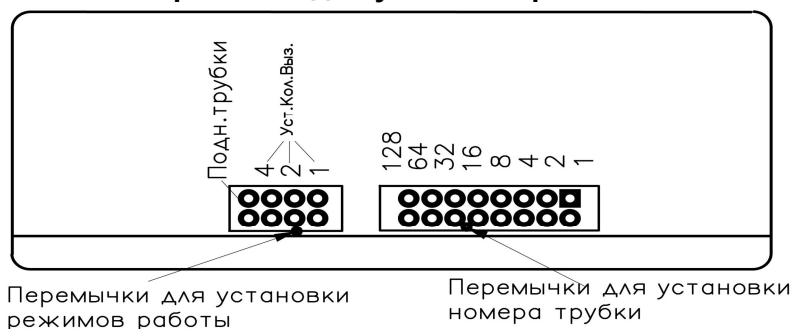 Подн.трубки
Уст.Кол.Выз.
4
2
1
128
64
32
16
8
4
2
1
Перемычки для установки
режимов работы
Перемычки для установки
номера трубки